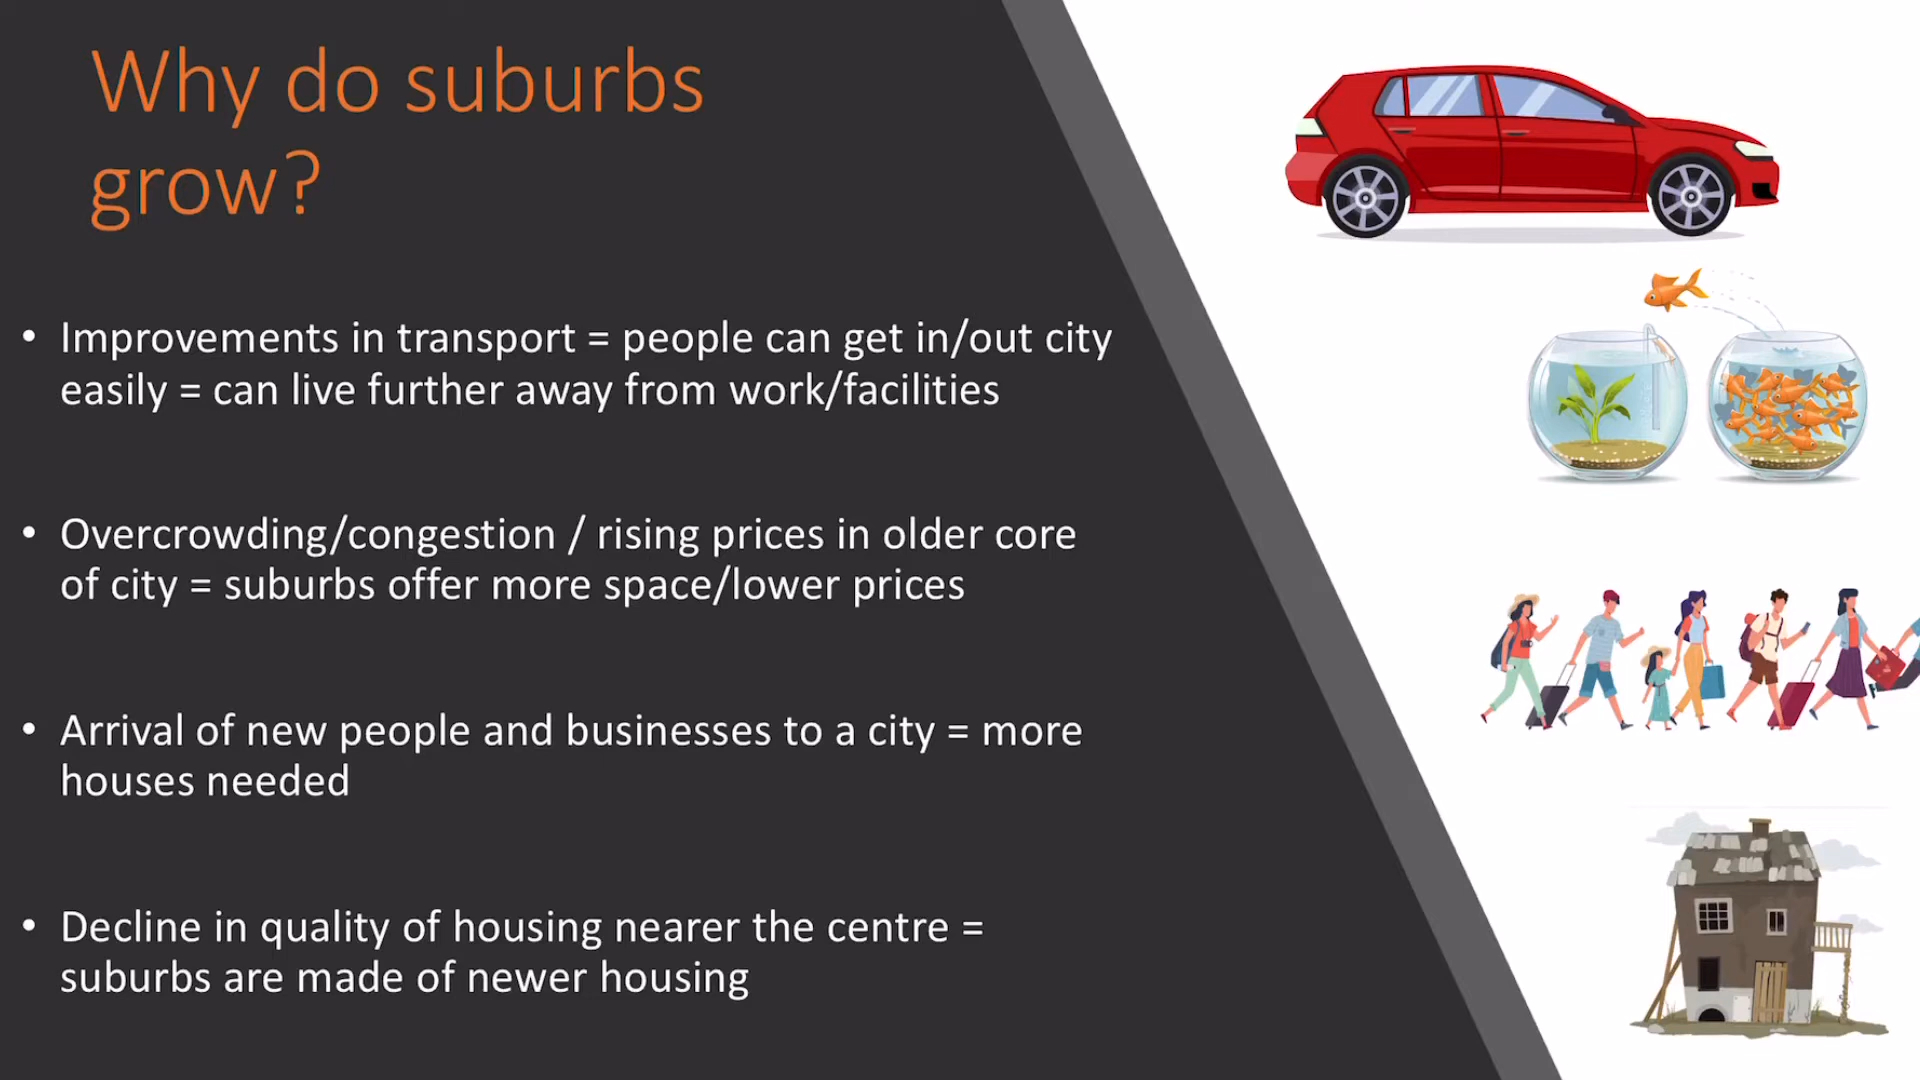 Why do suburbs
grow?
• Improvements in transport = people can get in/out city
easily = can live further away from work/facilities
• Overcrowding/congestion / rising prices in older core
of city = suburbs offer more space/lower prices
• Arrival of new people and businesses to a city = more
houses needed
• Decline in quality of housing nearer the centre =
suburbs are made of newer housing